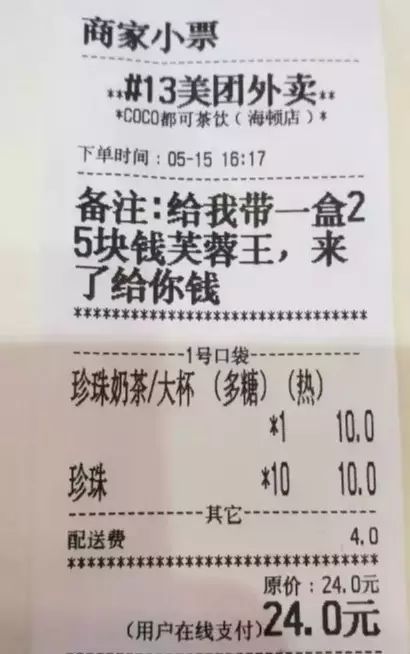 商家小票
**#13美团外卖**
*COCO都可茶饮(海顿店)*
下单时间:05-15 16:17
备注:给我带一盒2
5块钱芙蓉王,来
了给你钱
********************************
------------1号口袋------------
珍珠奶茶/大杯 (多糖)(热)
*1 10.0
珍珠 *10 10.0
--------------其它--------------
配送费 4.0
********************************
原价:24.0元
(用户在线支付)24.0元